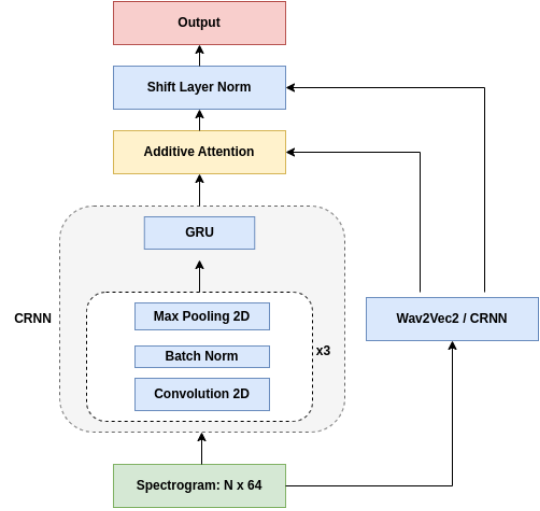 Output
Shift Layer Norm
Additive Attention
GRU
CRNN
Max Pooling 2D
Wav2Vec2 / CRNN
Batch Norm
x3
Convolution 2D
Spectrogram: N x 64